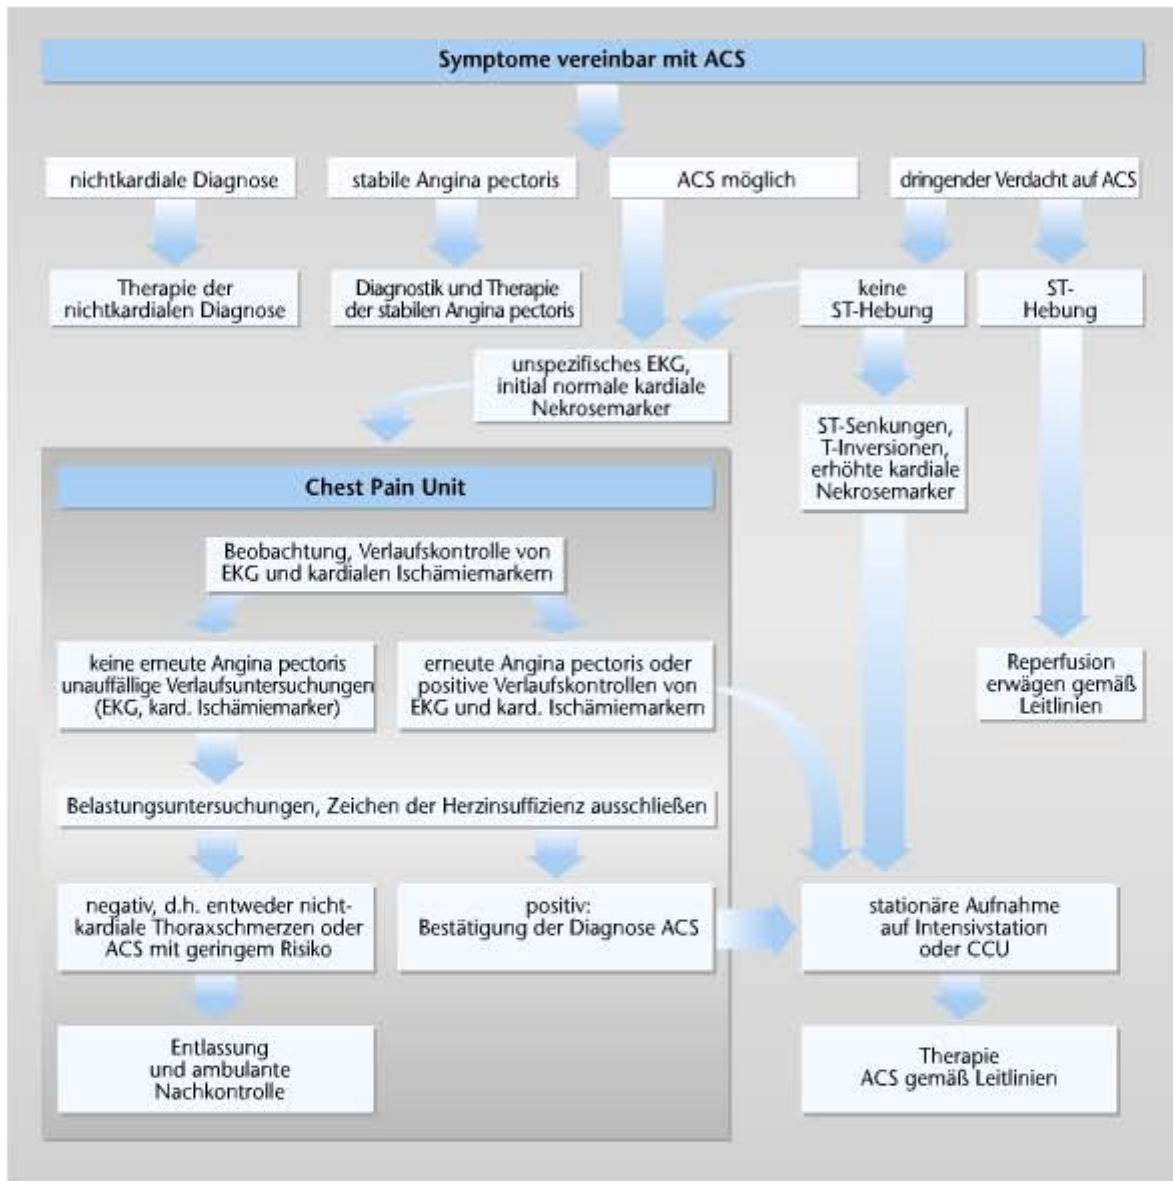 Symptome vereinbar mit ACS
nichtkardiale Diagnose
stabile Angina pectoris
ACS möglich
dringender Verdacht auf ACS
Therapie der
nichtkardialen Diagnose
Diagnostik und Therapie
der stabilen Angina pectoris
keine
ST-Hebung
ST-
Hebung
unspezifisches EKG,
initial normale kardiale
Nekrosemarker
ST-Senkungen,
T-Inversionen,
erhöhte kardiale
Nekrosemarker
Chest Pain Unit
Beobachtung, Verlaufskontrolle von
EKG und kardialen Ischämiemarkern
keine erneute Angina pectoris
unauffällige Verlaufsuntersuchungen
(EKG, kard. Ischämiemarker)
erneute Angina pectoris oder
positive Verlaufskontrollen von
EKG und kard. Ischämiemarkern
Reperfusion
erwägen gemäß
Leitlinien
Belastungsuntersuchungen, Zeichen der Herzinsuffizienz ausschließen
negativ, d.h. entweder nicht-
kardiale Thoraxschmerzen oder
ACS mit geringem Risiko
positiv:
Bestätigung der Diagnose ACS
stationäre Aufnahme
auf Intensivstation
oder CCU
Entlassung
und ambulante
Nachkontrolle
Therapie
ACS gemäß Leitlinien